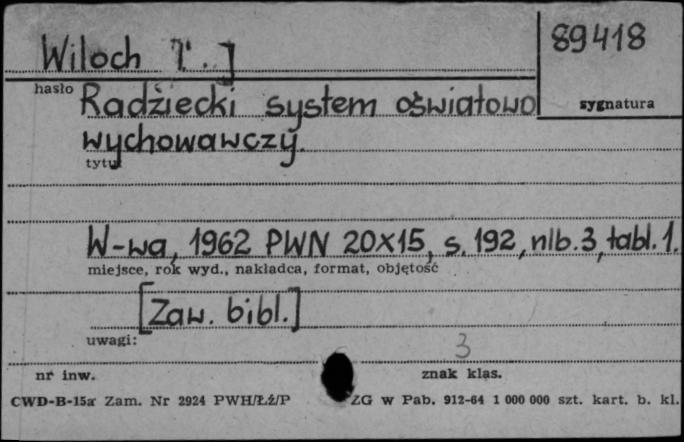 Wiloch T.]
89418
hasło
sygnatura
Radziecki system oświatowo
wychowawczy.
tytuł
W-wa, 1962 PWN 20x15, s. 192, nlb. 3, tabl. 1.
miejsce, rok wyd., nakładca, format, objętość
[Zaw. bibl.]
uwagi:
3
nr inw.
znak klas.
CWD-B-15a Zam. Nr 2924 PWH/Łź/P
ZG w Pab. 912-64 1 000 000 szt. kart. b. kl.